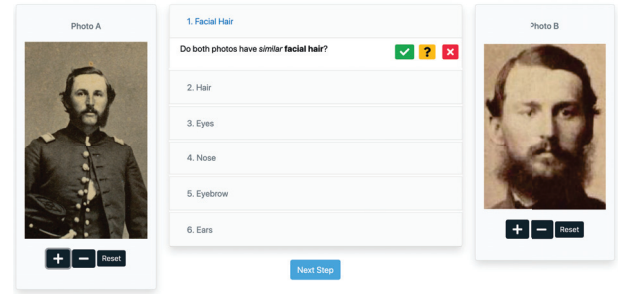 Photo A
Reset
1. Facial Hair
Do both photos have similar facial hair?
2. Hair
3. Eyes
4. Nose
5. Eyebrow
6. Ears
Next Step
Photo B
Reset